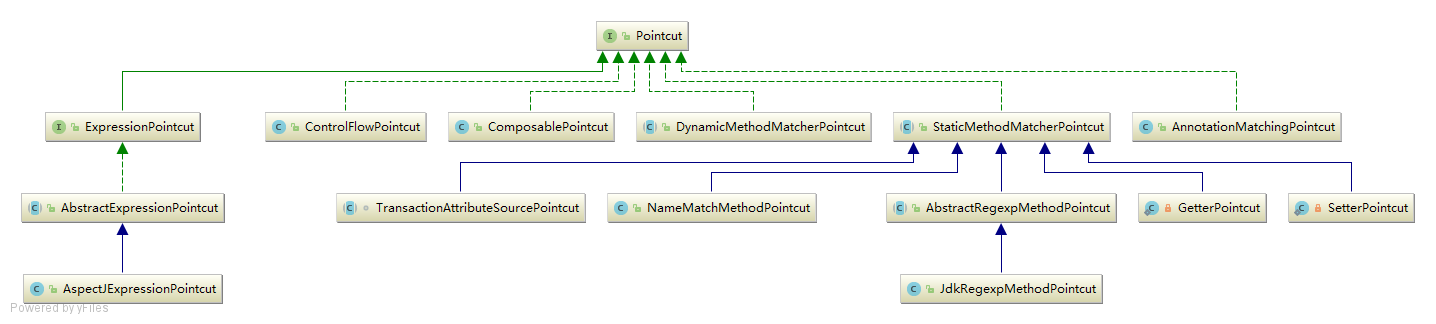 Pointcut
ExpressionPointcut
ControlFlowPointcut
ComposablePointcut
DynamicMethodMatcherPointcut
StaticMethodMatcherPointcut
AnnotationMatchingPointcut
AbstractExpressionPointcut
TransactionAttributeSourcePointcut
NameMatchMethodPointcut
AbstractRegexpMethodPointcut
GetterPointcut
SetterPointcut
AspectJExpressionPointcut
JdkRegexpMethodPointcut
Powered by yFiles